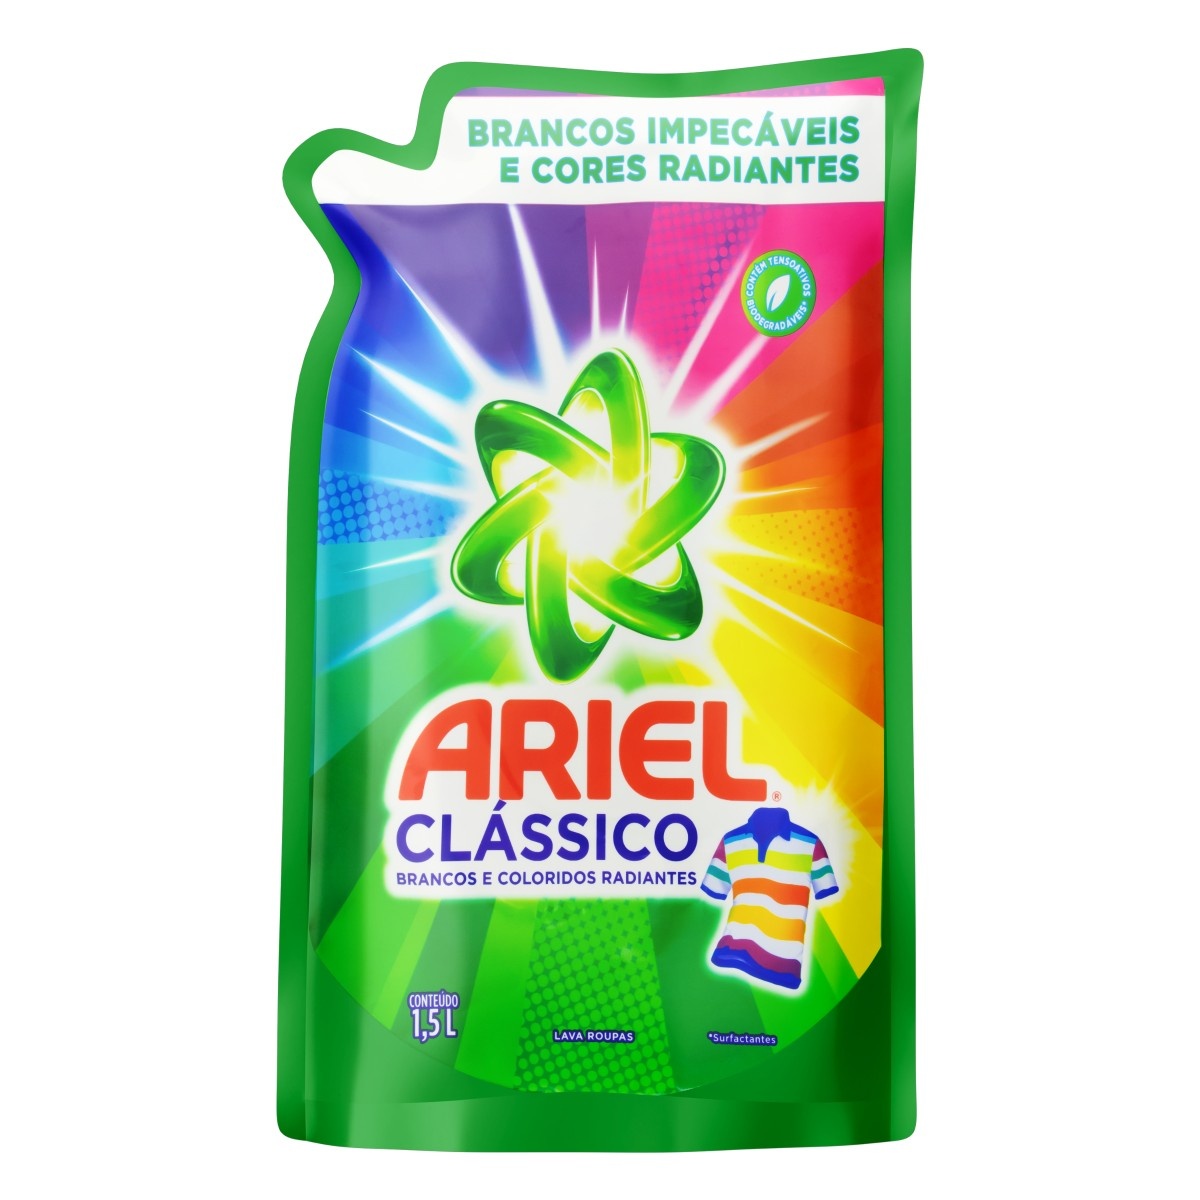 BRANCOS IMPECÁVEIS
E CORES RADIANTES
CONTÉM TENSOATIVOS
BIODEGRADÁVEIS*
ARIEL®
CLÁSSICO
BRANCOS E COLORIDOS RADIANTES
CONTEÚDO
1,5 L
LAVA ROUPAS
*Surfactantes